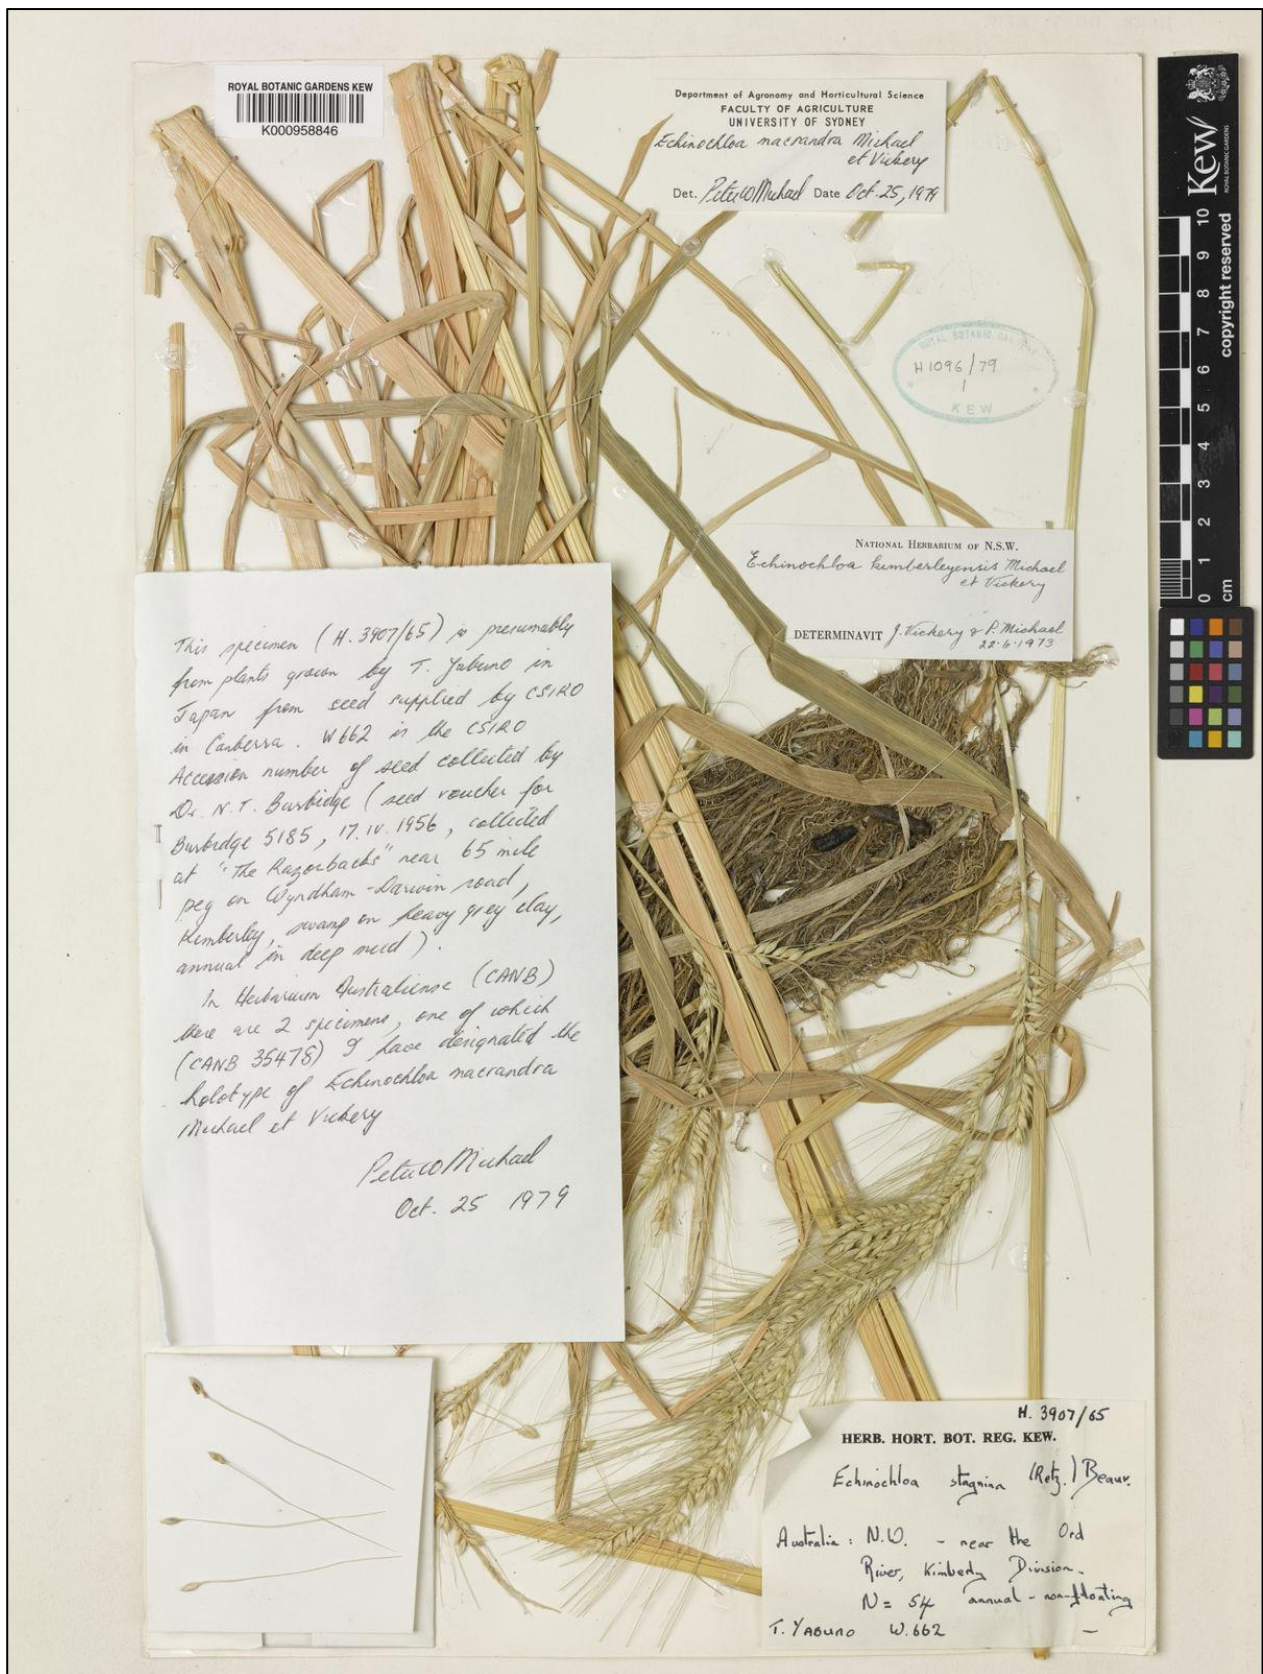 ROYAL BOTANIC GARDENS KEW
K000958846
Department of Agronomy and Horticultural Science
FACULTY OF AGRICULTURE
UNIVERSITY OF SYDNEY
Echinochloa macrandra Michael
et Vickery
Det. Peter W Michael Date Oct. 25, 1979
ROYAL BOTANIC GARDENS
H1096/79
1
KEW
NATIONAL HERBARIUM OF N.S.W.
Echinochloa kimberleyensis Michael
et Vickery
DETERMINAVIT J. Vickery & P. Michael
22.6.1973
This specimen (H. 3907/65) is presumably
from plants grown by T. Yabuno in
Japan from seed supplied by CSIRO
in Canberra. W662 is the CSIRO
Accession number of seed collected by
Dr. N.T. Burbidge (seed voucher for
Burbidge 5185, 17.IV.1956, collected
at "The Razorbacks" near 65 mile
peg on Wyndham-Darwin road,
Kimberley, swamp on heavy grey clay,
annual in deep mud).
In Herbarium Australiense (CANB)
there are 2 specimens, one of which
(CANB 35478) I have designated the
holotype of Echinochloa macrandra
Michael et Vickery
Peter W Michael
Oct. 25 1979
H. 3907/65
HERB. HORT. BOT. REG. KEW.
Echinochloa stagnina (Retz.) Beauv.
Australia: N.W. - near the Ord
River, Kimberly Division.
N = 54 annual - non-floating
T. YABUNO W.662 -
Kew
ROYAL BOTANIC GARDENS
copyright reserved
0 1 2 3 4 5 6 7 8 9 10
cm